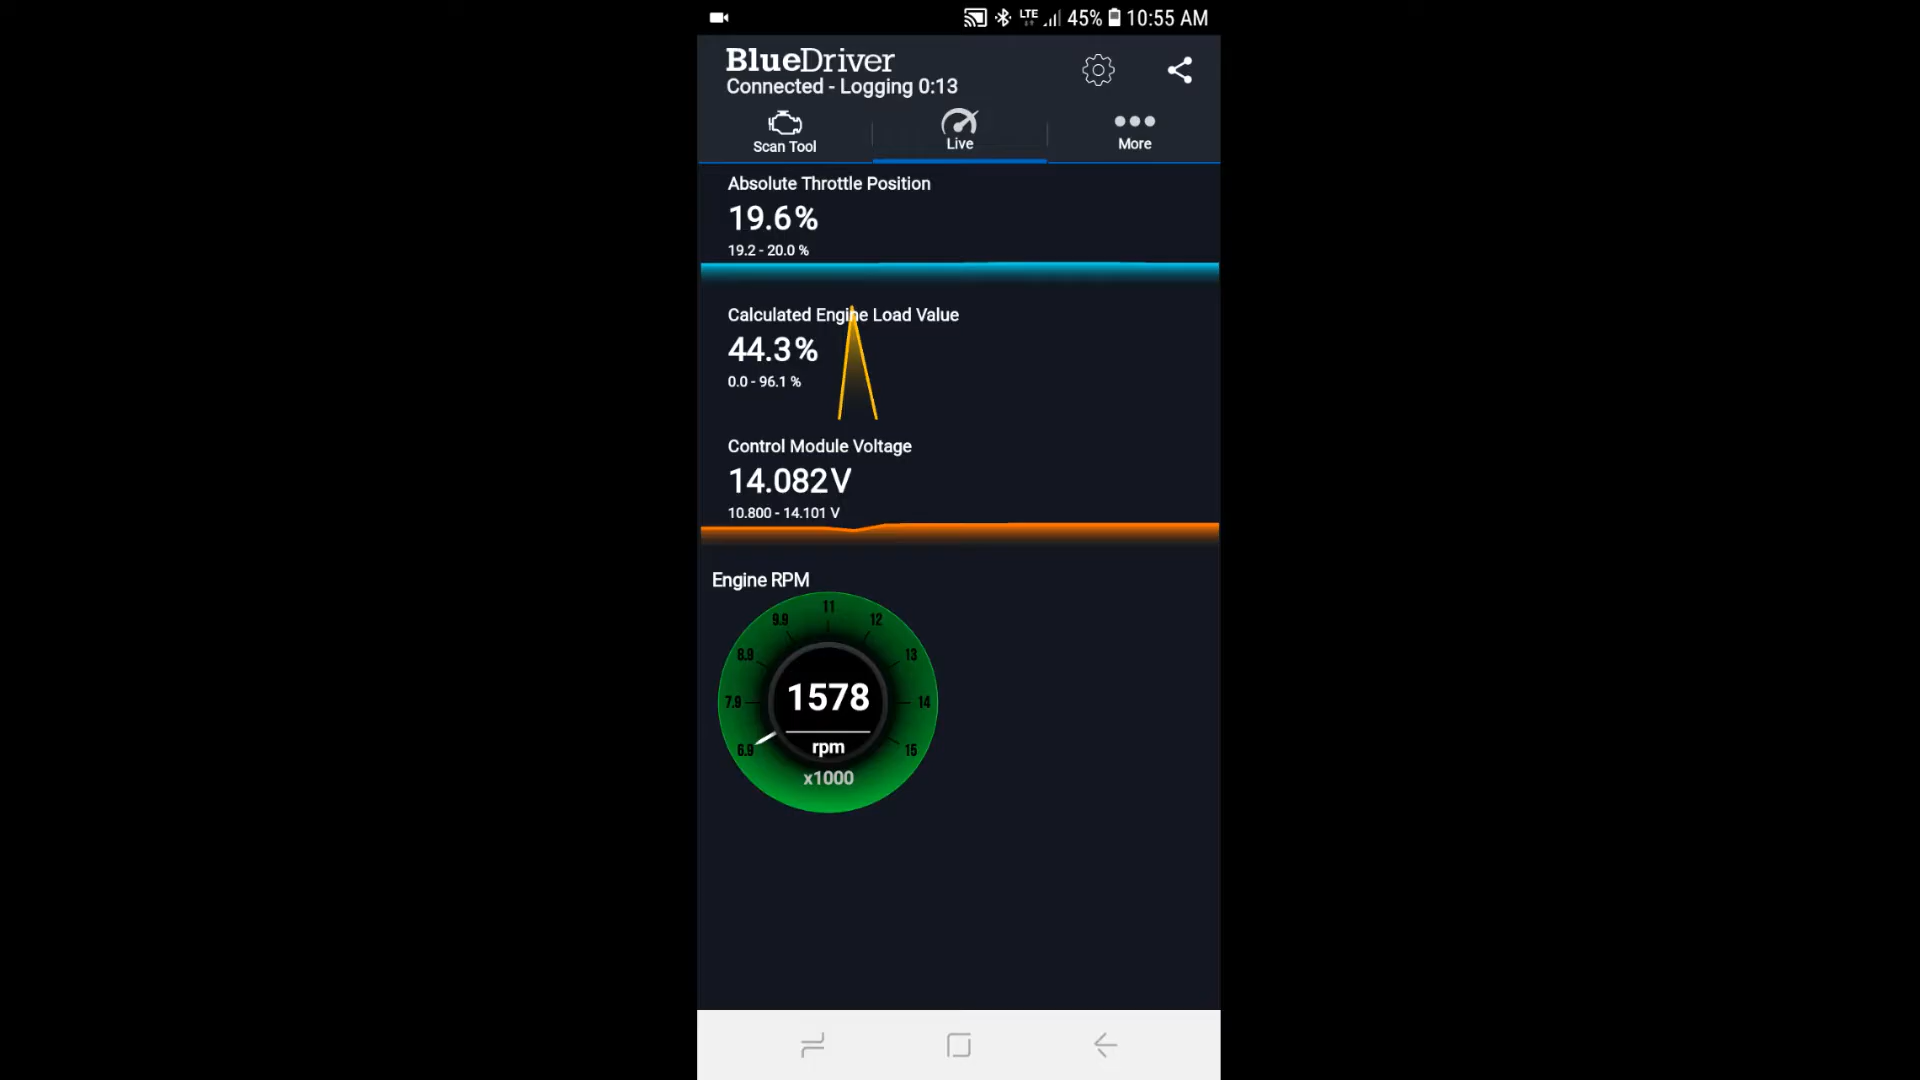 LTE 45% 10:55 AM
BlueDriver
Connected - Logging 0:13
Scan Tool
Live
More
Absolute Throttle Position
19.6%
19.2 - 20.0 %
Calculated Engine Load Value
44.3%
0.0 - 96.1 %
Control Module Voltage
14.082V
10.800 - 14.101 V
Engine RPM
11
9.9 12
8.9 13
7.9 14
6.9 15
1578
rpm
x1000